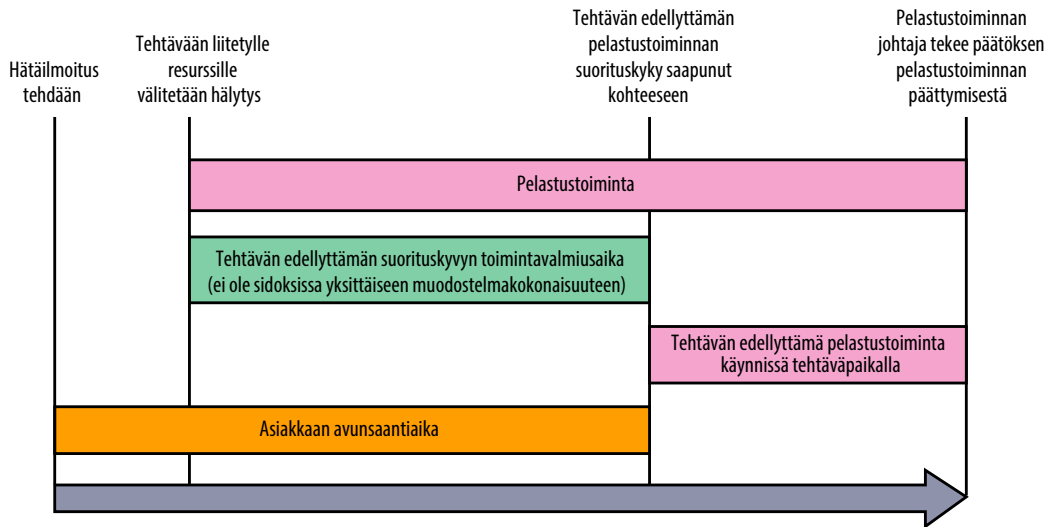 Hätäilmoitus
tehdään
Tehtävään liitetylle
resurssille
välitetään hälytys
Tehtävän edellyttämän
pelastustoiminnan
suorituskyky saapunut
kohteeseen
Pelastustoiminnan
johtaja tekee päätöksen
pelastustoiminnan
päättymisestä
Pelastustoiminta
Tehtävän edellyttämän suorituskyvyn toimintavalmiusaika
(ei ole sidoksissa yksittäiseen muodostelmakokonaisuuteen)
Tehtävän edellyttämä pelastustoiminta
käynnissä tehtäväpaikalla
Asiakkaan avunsaantiaika